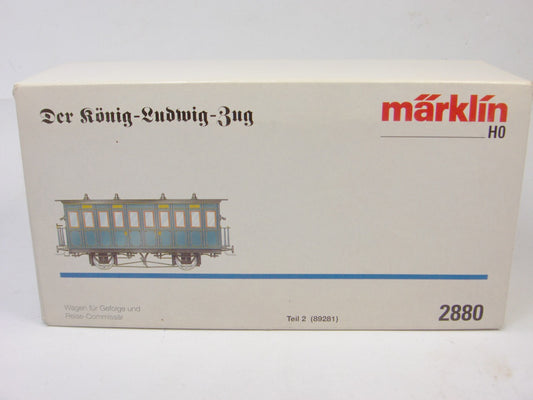 Der König-Ludwig-Zug
märklin
H0
Wagen für Gefolge und
Reise-Commissär
Teil 2 (89281)
2880